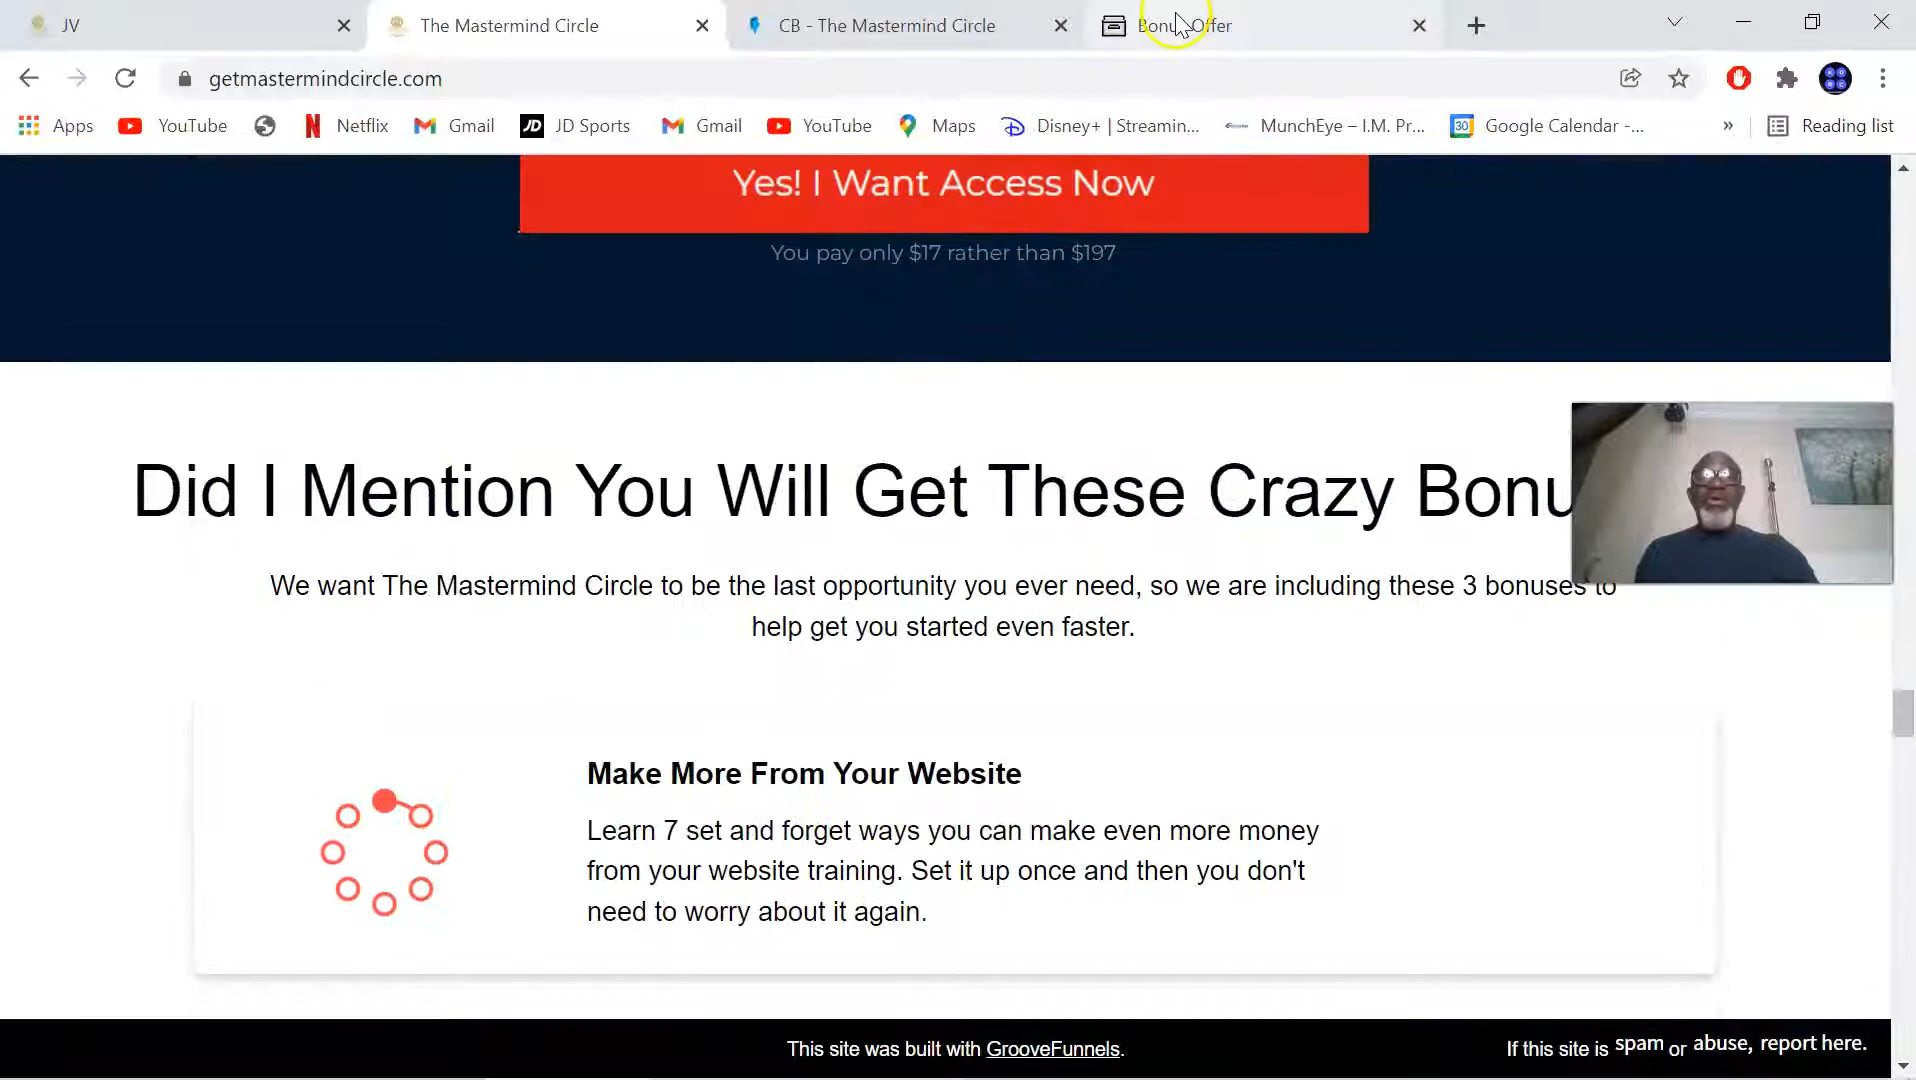 JV
The Mastermind Circle
CB - The Mastermind Circle
Bonus Offer
getmastermindcircle.com
Apps
YouTube
Netflix
Gmail
JD
JD Sports
Gmail
YouTube
Maps
Disney+ | Streamin...
MunchEye – I.M. Pr...
30
Google Calendar -...
»
Reading list
Yes! I Want Access Now
You pay only $17 rather than $197
Did I Mention You Will Get These Crazy Bonu
We want The Mastermind Circle to be the last opportunity you ever need, so we are including these 3 bonuses to
help get you started even faster.
Make More From Your Website
Learn 7 set and forget ways you can make even more money
from your website training. Set it up once and then you don't
need to worry about it again.
This site was built with GrooveFunnels.
If this site is spam or abuse, report here.